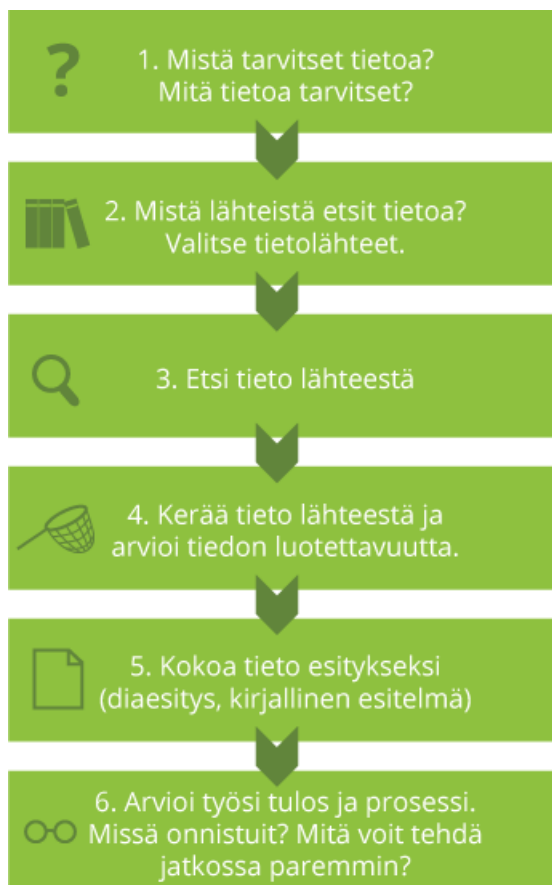 1. Mistä tarvitset tietoa?
Mitä tietoa tarvitset?
2. Mistä lähteistä etsit tietoa?
Valitse tietolähteet.
3. Etsi tieto lähteestä
4. Kerää tieto lähteestä ja
arvioi tiedon luotettavuutta.
5. Kokoa tieto esitykseksi
(diaesitys, kirjallinen esitelmä)
6. Arvioi työsi tulos ja prosessi.
Missä onnistuit? Mitä voit tehdä
jatkossa paremmin?